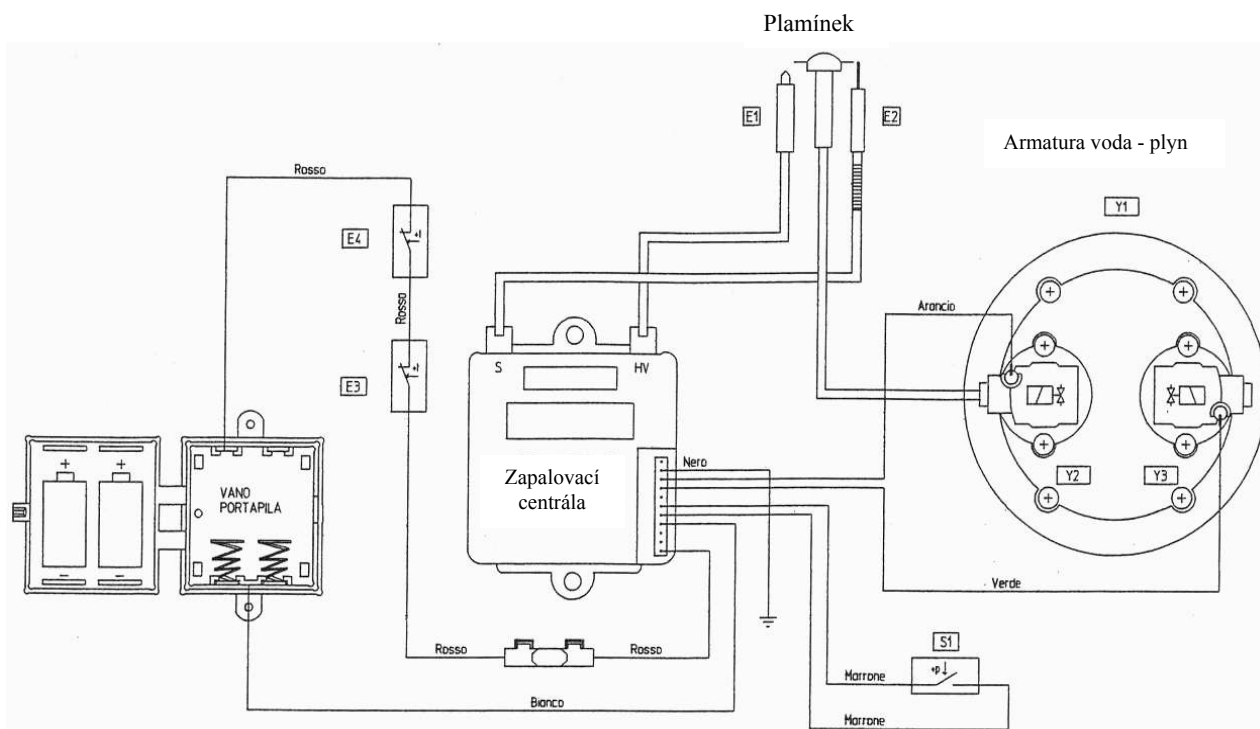 Plamínek
E1
E2
Armatura voda - plyn
Y1
Rosso
E4
Rosso
E3
Arancio
S
HV
Nero
Zapalovací
centrála
Y2
Y3
+
+
VANO
PORTAPILA
-
-
Verde
Rosso
Rosso
S1
+p↓
Marrone
Bianco
Marrone